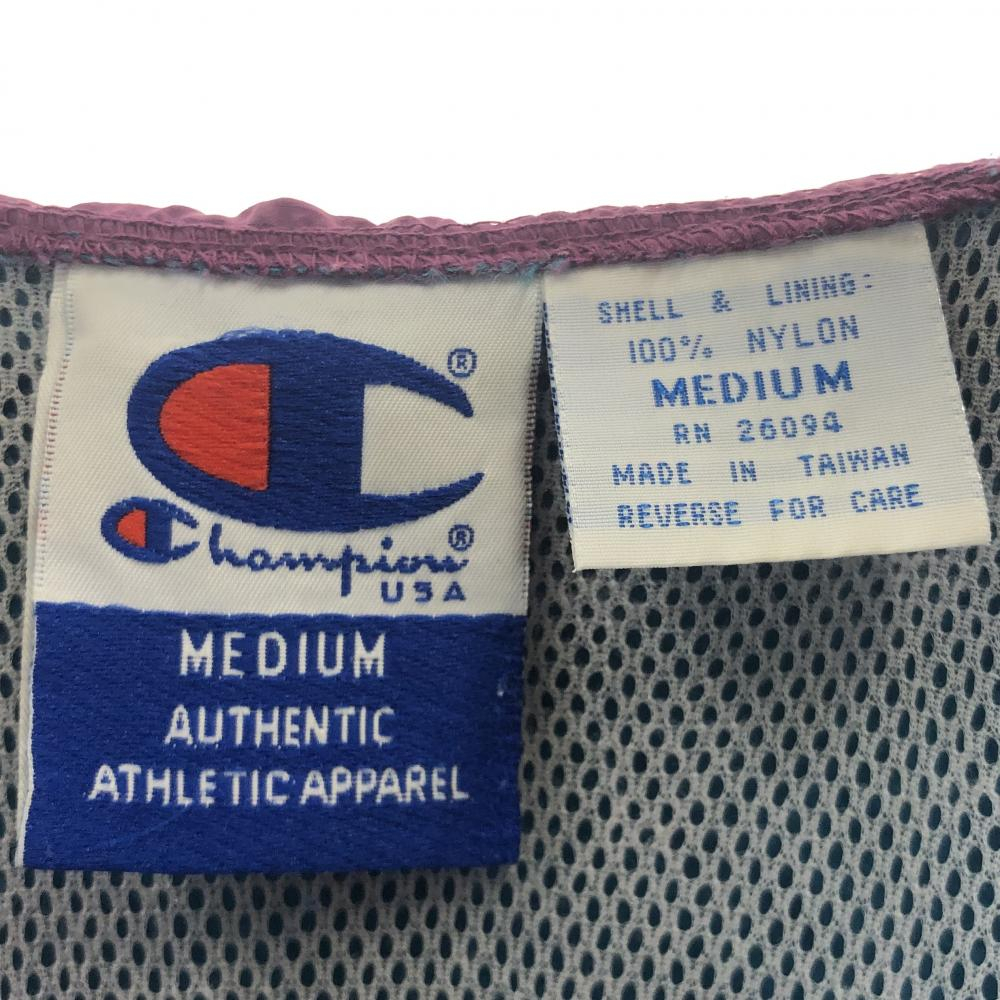 ®
Champion®
USA
MEDIUM
AUTHENTIC
ATHLETIC APPAREL
SHELL & LINING:
100% NYLON
MEDIUM
RN 26094
MADE IN TAIWAN
REVERSE FOR CARE